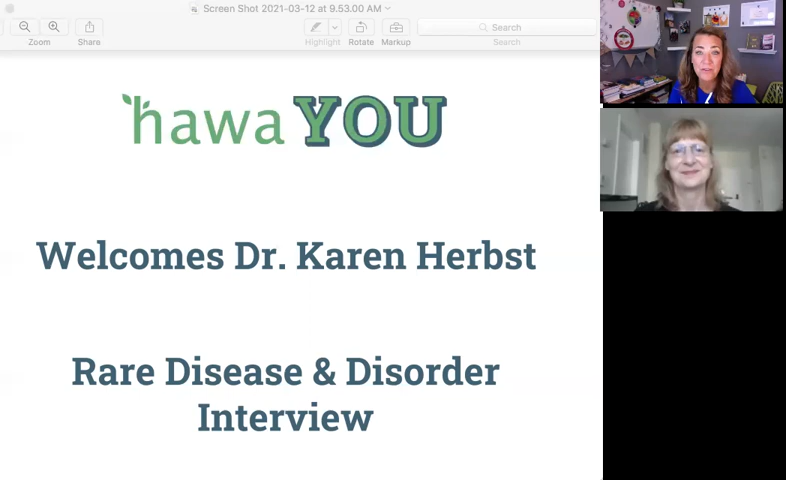 Screen Shot 2021-03-12 at 9.53.00 AM
Zoom
Share
Highlight
Rotate
Markup
Search
Search
hawaYOU
Welcomes Dr. Karen Herbst
Rare Disease & Disorder
Interview